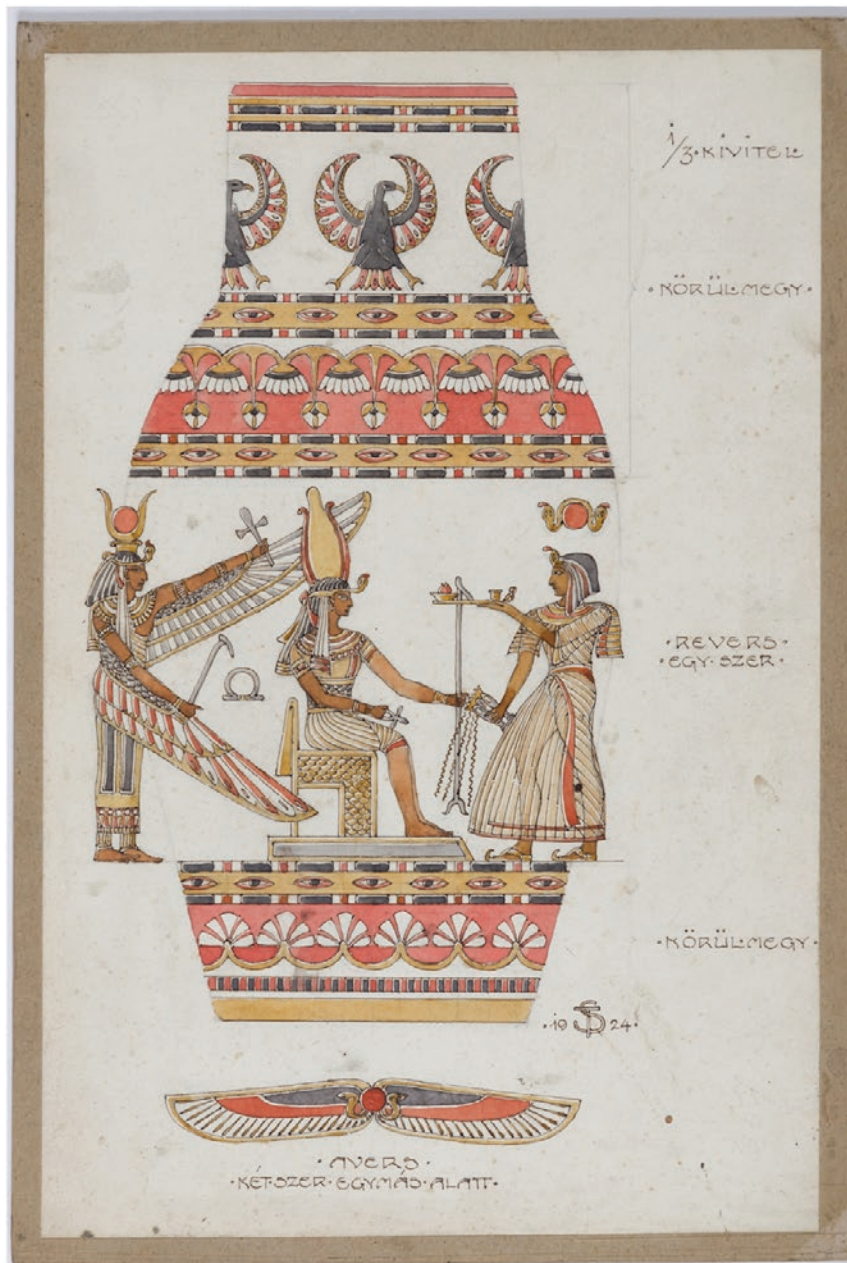 1/3·KIVITEL
·KÖRÜLMEGY·
·REVERS·
·EGY·SZER·
·KÖRÜLMEGY·
·19 24·
·AVERS·
·KÉT·SZER·EGYMÁS·ALATT·